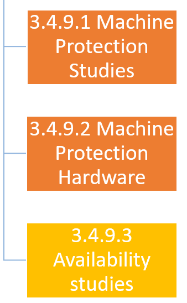 3.4.9.1 Machine
Protection
Studies
3.4.9.2 Machine
Protection
Hardware
3.4.9.3
Availability
studies